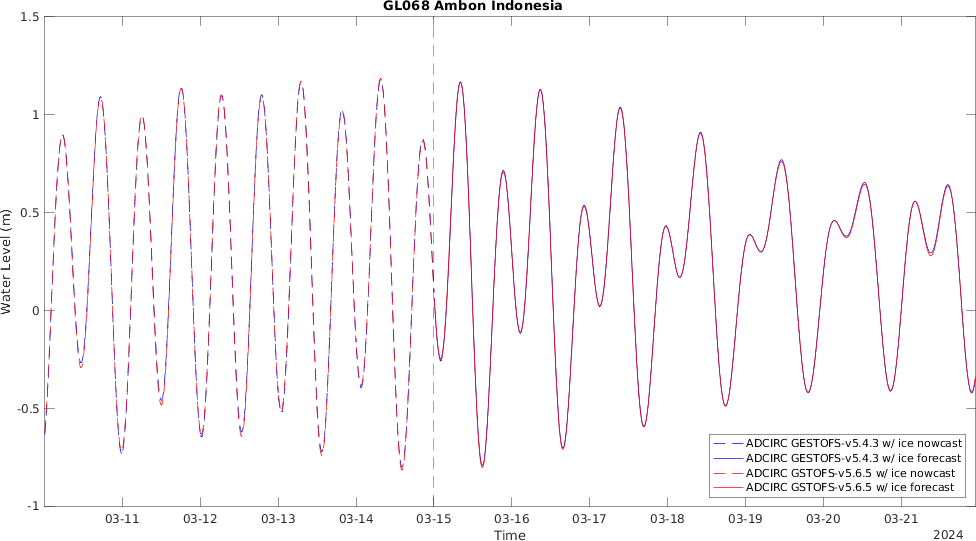 GL068 Ambon Indonesia
1.5
1
0.5
0
-0.5
-1
Water Level (m)
ADCIRC GESTOFS-v5.4.3 w/ ice nowcast
ADCIRC GESTOFS-v5.4.3 w/ ice forecast
ADCIRC GSTOFS-v5.6.5 w/ ice nowcast
ADCIRC GSTOFS-v5.6.5 w/ ice forecast
03-11 03-12 03-13 03-14 03-15 03-16 03-17 03-18 03-19 03-20 03-21
Time
2024